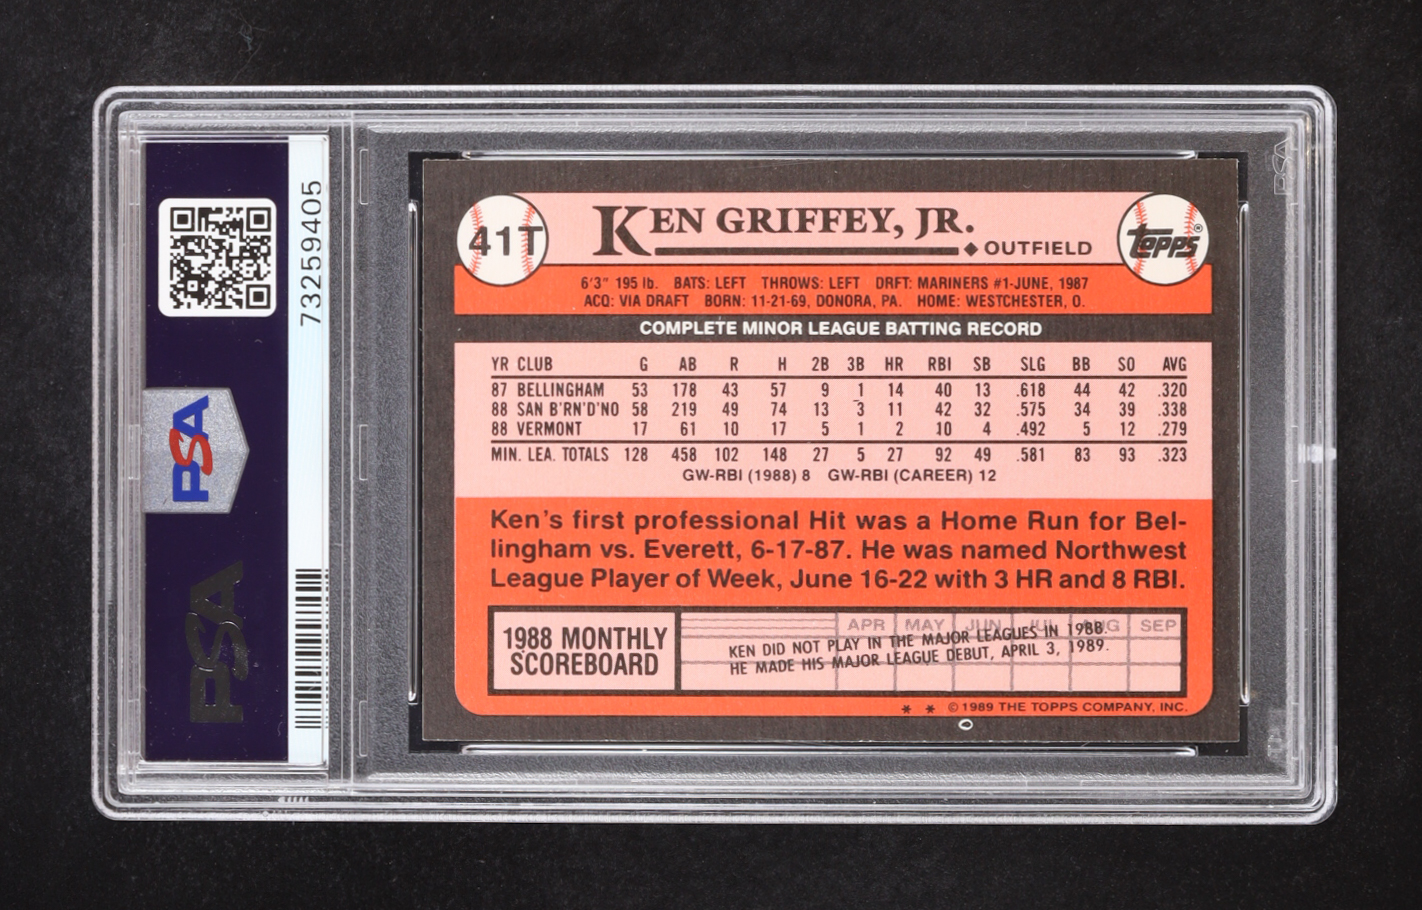 73259405
PSA
PSA
PSA
41T
KEN GRIFFEY, JR.
◆ OUTFIELD
topps®
6'3" 195 lb. BATS: LEFT THROWS: LEFT DRFT: MARINERS #1-JUNE, 1987
ACQ: VIA DRAFT BORN: 11-21-69, DONORA, PA. HOME: WESTCHESTER, O.
COMPLETE MINOR LEAGUE BATTING RECORD
YR CLUB G AB R H 2B 3B HR RBI SB SLG BB SO AVG
87 BELLINGHAM 53 178 43 57 9 1 14 40 13 .618 44 42 .320
88 SAN B'RN'D'NO 58 219 49 74 13 3 11 42 32 .575 34 39 .338
88 VERMONT 17 61 10 17 5 1 2 10 4 .492 5 12 .279
MIN. LEA. TOTALS 128 458 102 148 27 5 27 92 49 .581 83 93 .323
GW-RBI (1988) 8 GW-RBI (CAREER) 12
Ken's first professional Hit was a Home Run for Bel-
lingham vs. Everett, 6-17-87. He was named Northwest
League Player of Week, June 16-22 with 3 HR and 8 RBI.
1988 MONTHLY
SCOREBOARD
APR MAY JUN JUL AUG SEP
KEN DID NOT PLAY IN THE MAJOR LEAGUES IN 1988.
HE MADE HIS MAJOR LEAGUE DEBUT, APRIL 3, 1989.
* * © 1989 THE TOPPS COMPANY, INC.